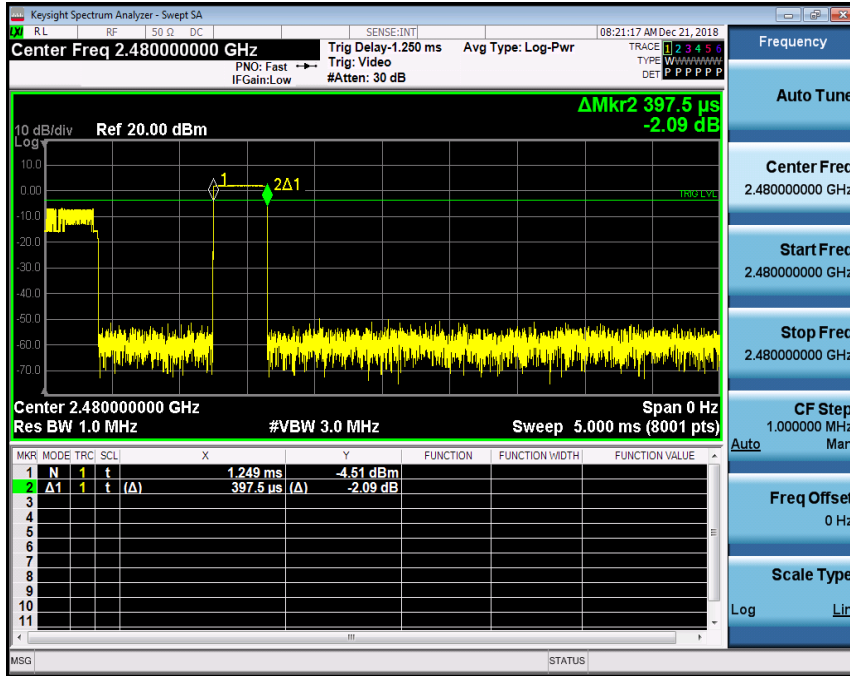 Keysight Spectrum Analyzer - Swept SA
LXI RL RF 50 Ω DC SENSE:INT 08:21:17 AM Dec 21, 2018
Center Freq 2.480000000 GHz
PNO: Fast
IFGain:Low
Trig Delay-1.250 ms
Trig: Video
#Atten: 30 dB
Avg Type: Log-Pwr
TRACE 1 2 3 4 5 6
TYPE WWWWWW
DET P P P P P P
ΔMkr2 397.5 µs
-2.09 dB
10 dB/div Ref 20.00 dBm
Log
10.0
0.00
-10.0
-20.0
-30.0
-40.0
-50.0
-60.0
-70.0
1
2Δ1
TRIG LVL
Center 2.480000000 GHz Span 0 Hz
Res BW 1.0 MHz #VBW 3.0 MHz Sweep 5.000 ms (8001 pts)
MKR MODE TRC SCL X Y FUNCTION FUNCTION WIDTH FUNCTION VALUE
1 N 1 t 1.249 ms -4.51 dBm
2 Δ1 1 t (Δ) 397.5 µs (Δ) -2.09 dB
3
4
5
6
7
8
9
10
11
MSG STATUS
Frequency
Auto Tune
Center Freq
2.480000000 GHz
Start Freq
2.480000000 GHz
Stop Freq
2.480000000 GHz
CF Step
1.000000 MHz
Auto Man
Freq Offset
0 Hz
Scale Type
Log Lin